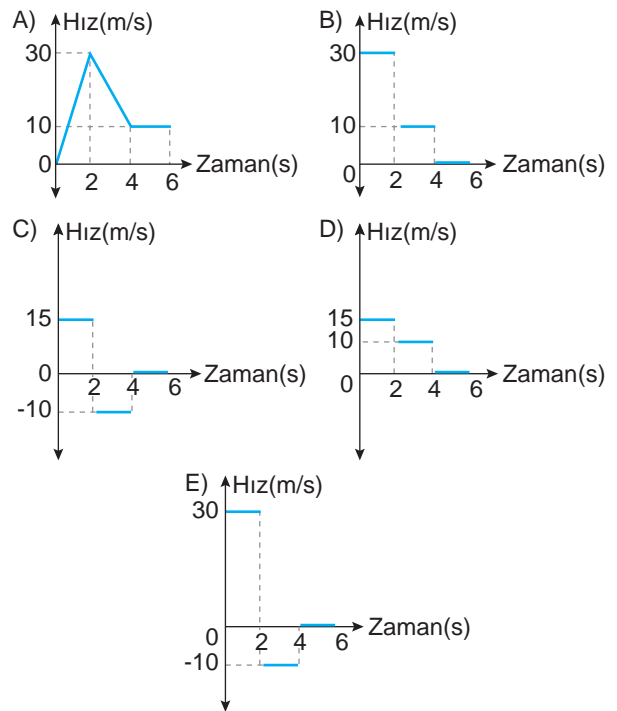 A) Hız(m/s)
30
10
0
2 4 6 Zaman(s)
B) Hız(m/s)
30
10
0
2 4 6 Zaman(s)
C) Hız(m/s)
15
0
2 4 6 Zaman(s)
-10
D) Hız(m/s)
15
10
0
2 4 6 Zaman(s)
E) Hız(m/s)
30
0
2 4 6 Zaman(s)
-10